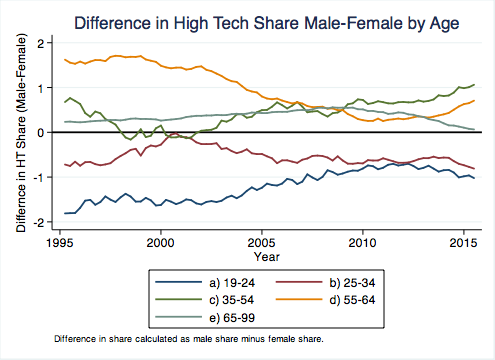 Difference in High Tech Share Male-Female by Age
Differnce in HT Share (Male-Female)
2
1
0
-1
-2
1995 2000 2005 2010 2015
Year
a) 19-24 b) 25-34
c) 35-54 d) 55-64
e) 65-99
Difference in share calculated as male share minus female share.